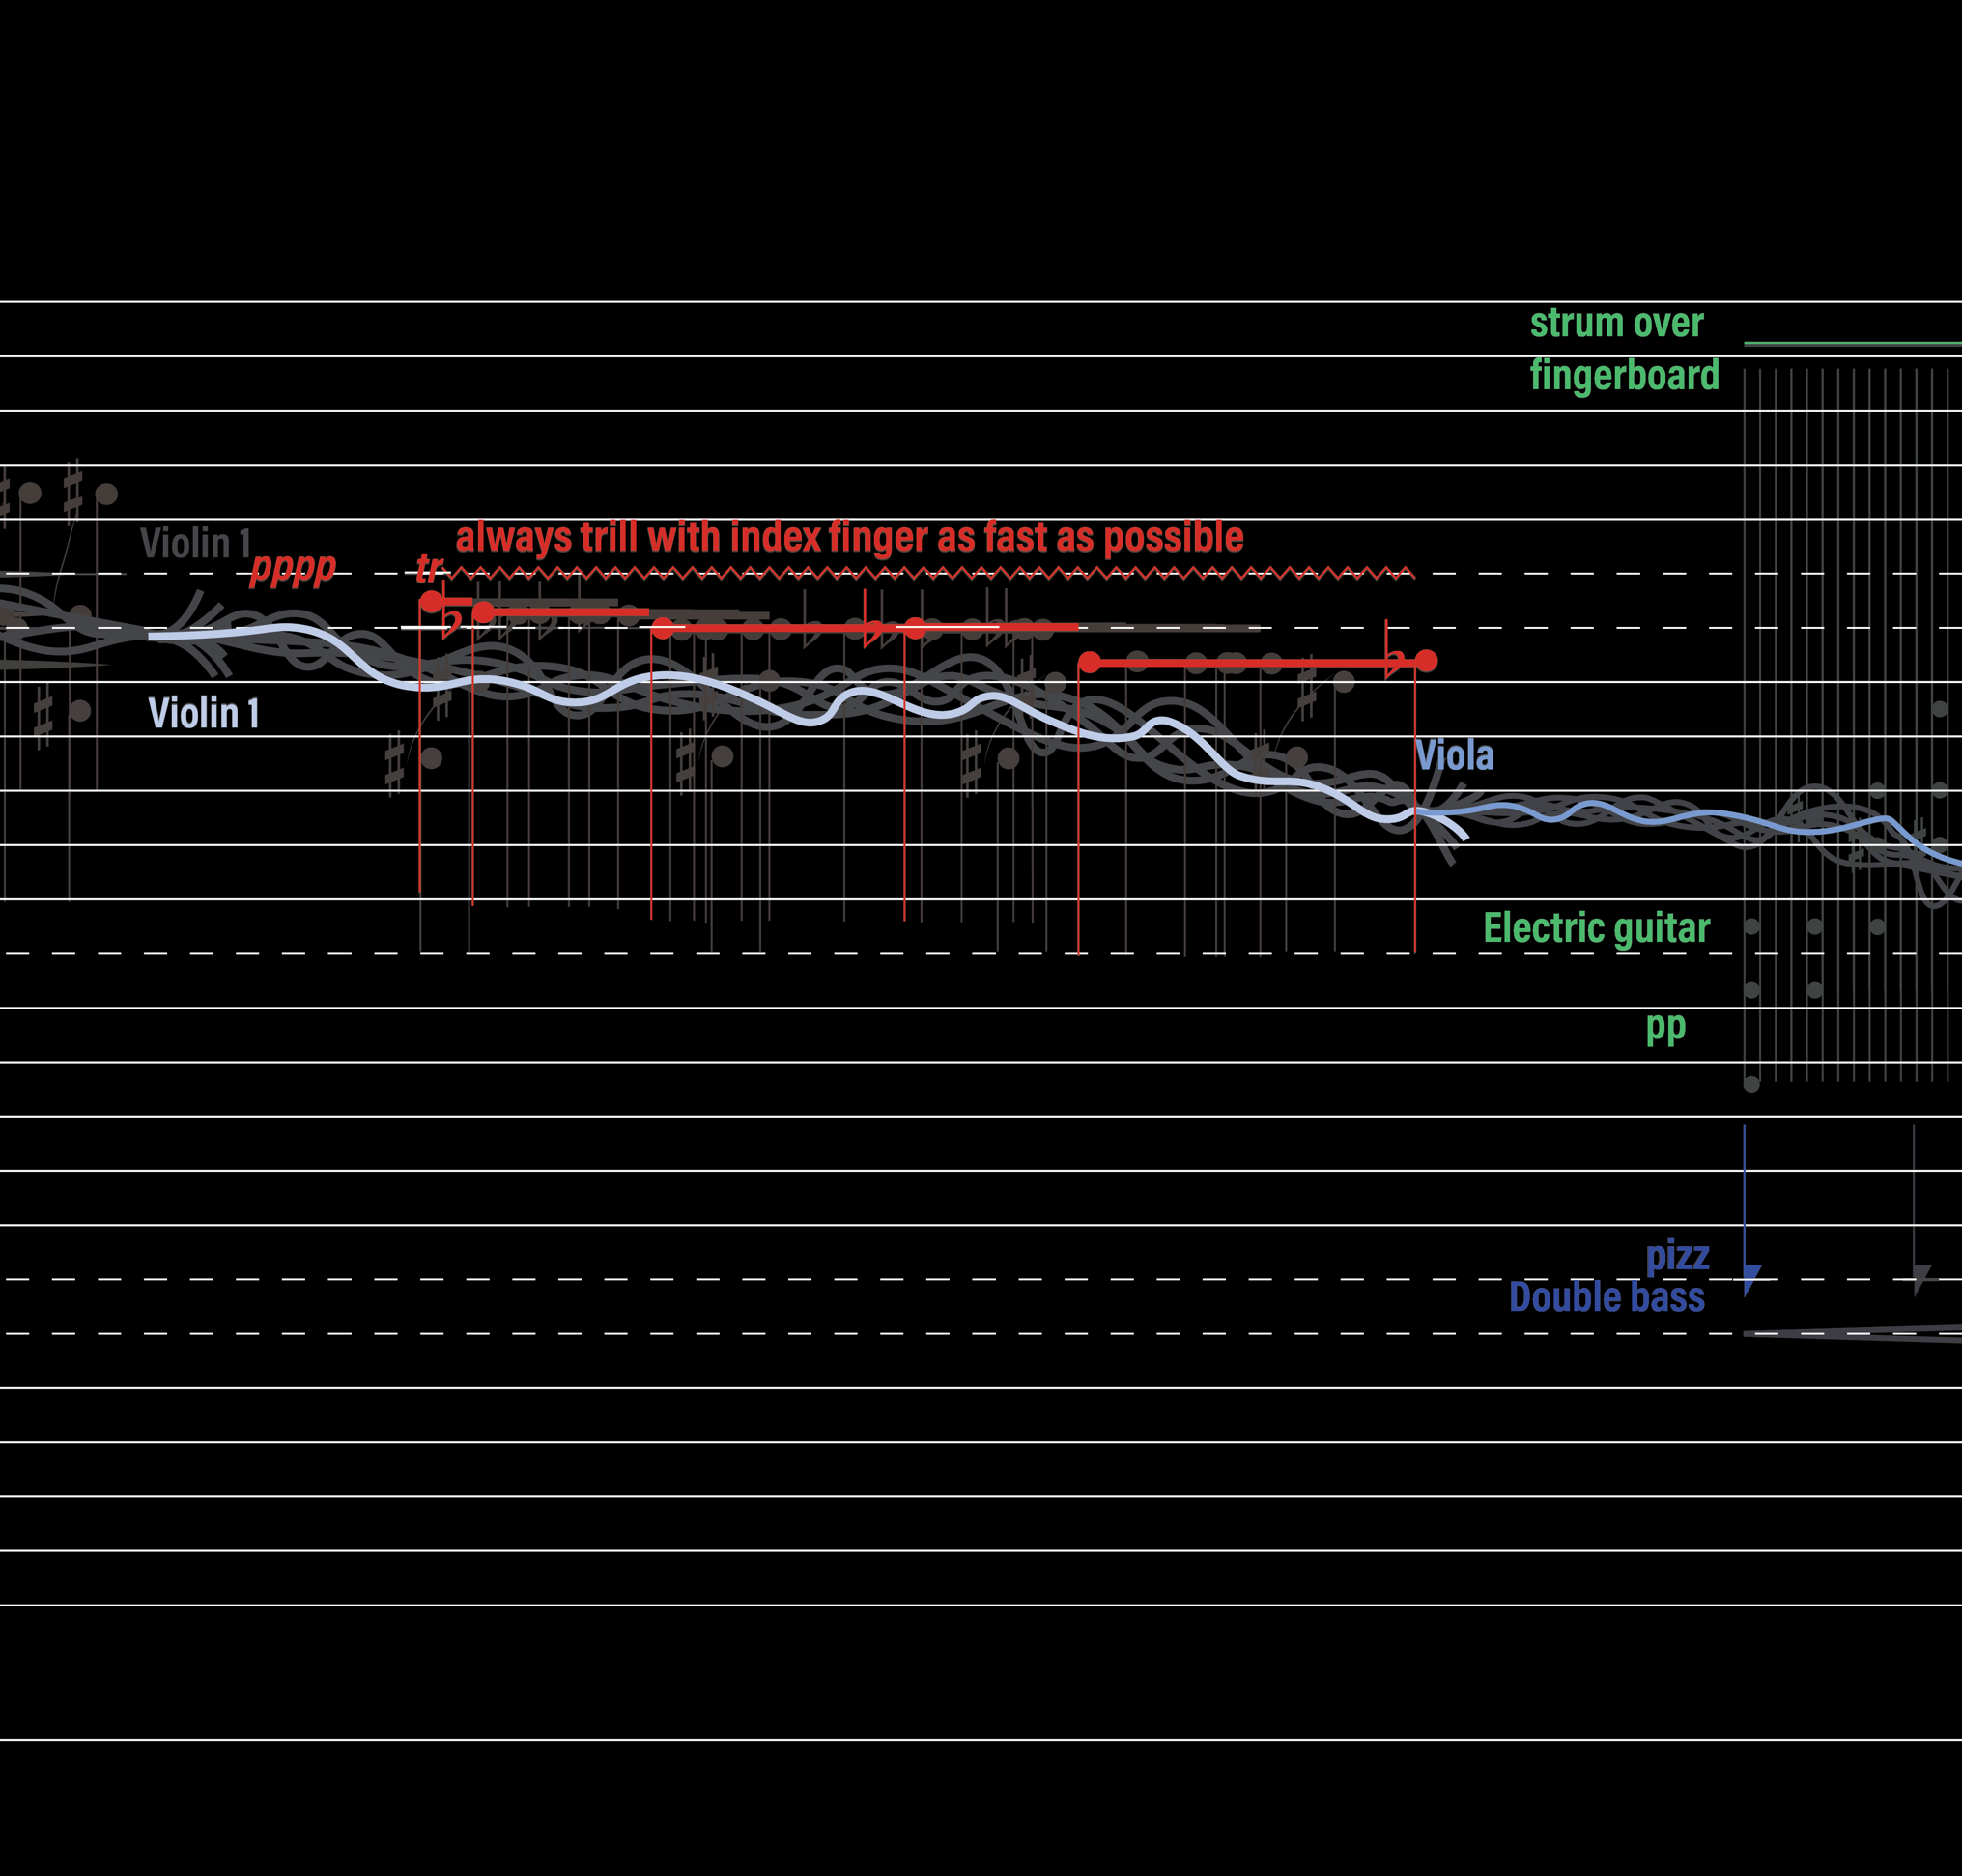 strum over
fingerboard
Violin 1
pppp
tr
always trill with index finger as fast as possible
Violin 1
Viola
Electric guitar
pp
pizz
Double bass